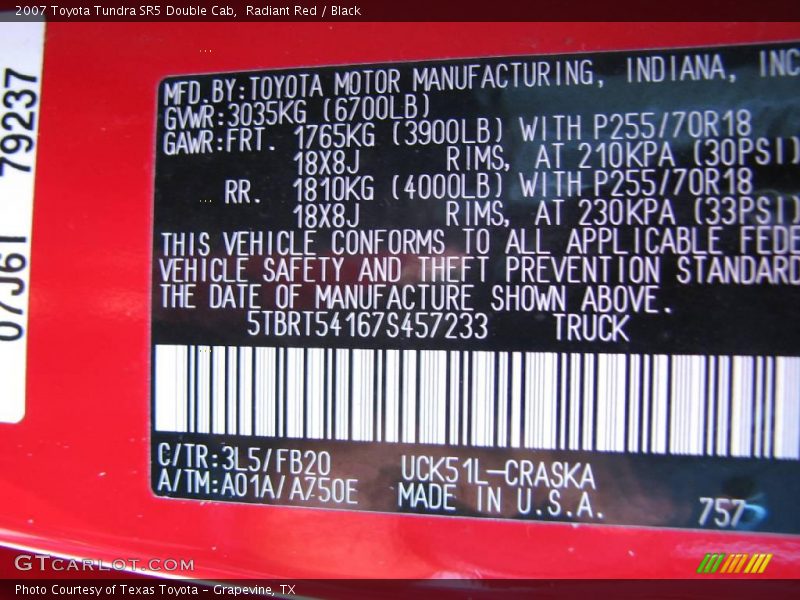 2007 Toyota Tundra SR5 Double Cab,  Radiant Red / Black
07J61   79237
MFD.BY:TOYOTA MOTOR MANUFACTURING, INDIANA, INC
GVWR:3035KG (6700LB)
GAWR:FRT. 1765KG (3900LB) WITH P255/70R18
18X8J RIMS, AT 210KPA (30PSI)
RR. 1810KG (4000LB) WITH P255/70R18
18X8J RIMS, AT 230KPA (33PSI)
THIS VEHICLE CONFORMS TO ALL APPLICABLE FEDE
VEHICLE SAFETY AND THEFT PREVENTION STANDARD
THE DATE OF MANUFACTURE SHOWN ABOVE.
5TBRT54167S457233 TRUCK
C/TR:3L5/FB20 UCK51L-CRASKA
A/TM:A01A/A750E MADE IN U.S.A. 757
GTCARLOT.COM
Photo Courtesy of Texas Toyota - Grapevine, TX